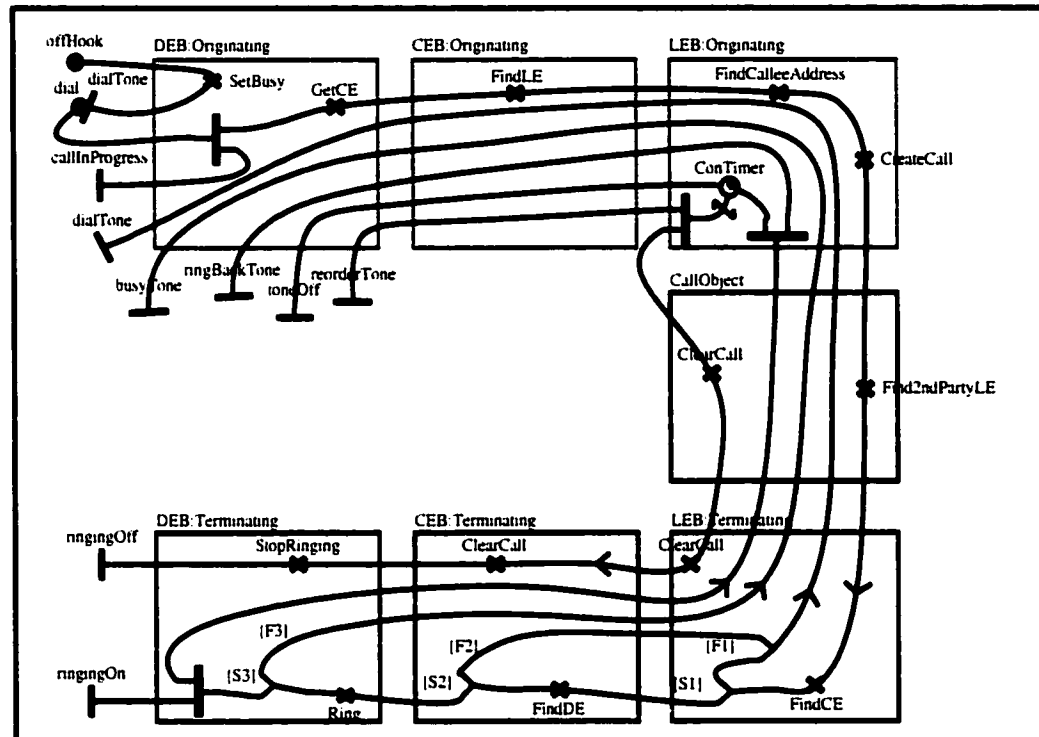 offHook
DEB:Originating
CEB:Originating
LEB:Originating
dialTone
dial
SetBusy
GetCE
FindLE
FindCalleeAddress
callInProgress
CreateCall
ConTimer
dialTone
busyTone
ringBackTone
toneOff
reorderTone
CallObject
ClearCall
Find2ndPartyLE
DEB:Terminating
CEB:Terminating
LEB:Terminating
ringingOff
StopRinging
ClearCall
ClearCall
{F3}
{F2}
{F1}
ringingOn
{S3}
{S2}
{S1}
Ring
FindDE
FindCE